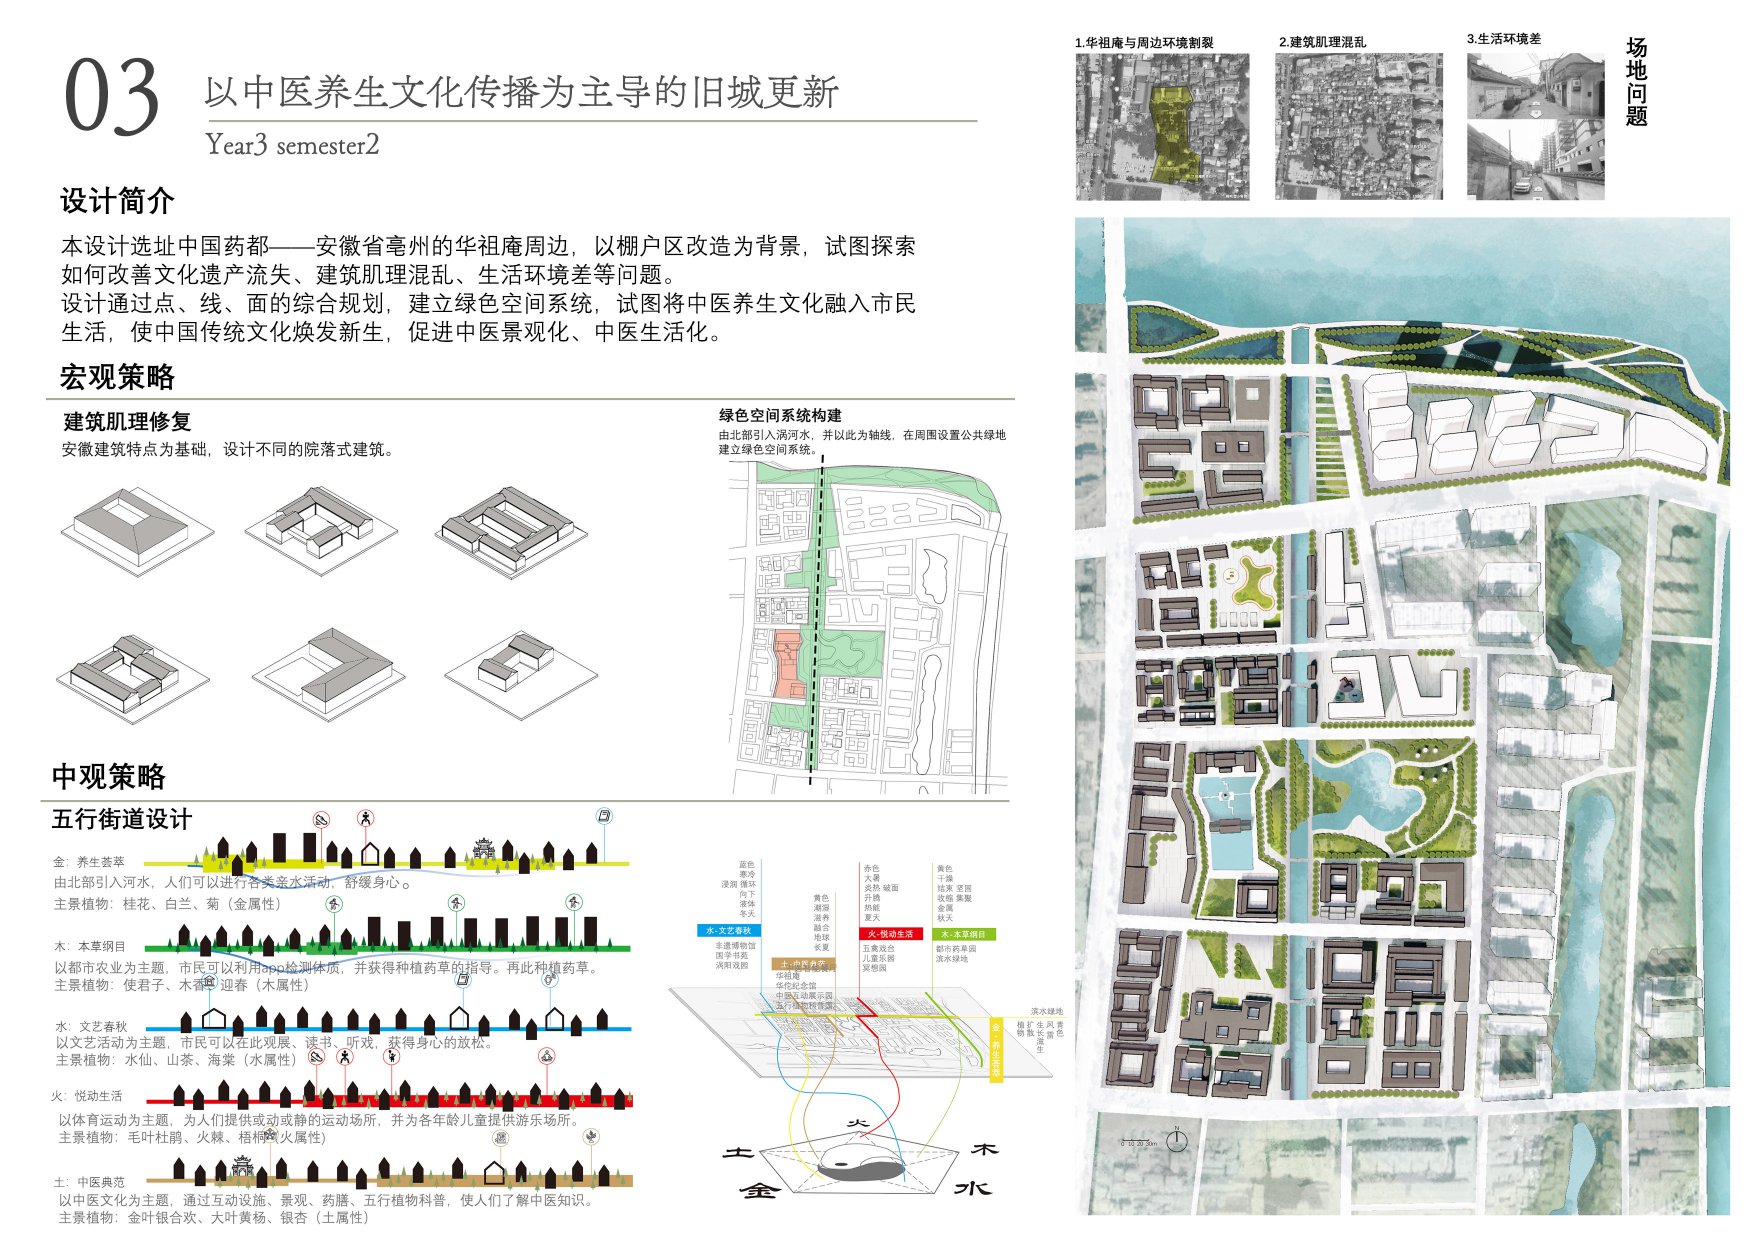 03
以中医养生文化传播为主导的旧城更新
Year3 semester2
设计简介
本设计选址中国药都——安徽省亳州的华祖庵周边，以棚户区改造为背景，试图探索
如何改善文化遗产流失、建筑肌理混乱、生活环境差等问题。
设计通过点、线、面的综合规划，建立绿色空间系统，试图将中医养生文化融入市民
生活，使中国传统文化焕发新生，促进中医景观化、中医生活化。
宏观策略
建筑肌理修复
安徽建筑特点为基础，设计不同的院落式建筑。
绿色空间系统构建
由北部引入涡河水，并以此为轴线，在周围设置公共绿地
建立绿色空间系统。
中观策略
五行街道设计
金：养生荟萃
由北部引入河水，人们可以进行各类亲水活动，舒缓身心。
主景植物：桂花、白兰、菊（金属性）
木：本草纲目
以都市农业为主题，市民可以利用app检测体质，并获得种植药草的指导。再此种植药草。
主景植物：使君子、木香、迎春（木属性）
水：文艺春秋
以文艺活动为主题，市民可以在此观展、读书、听戏，获得身心的放松。
主景植物：水仙、山茶、海棠（水属性）
火：悦动生活
以体育运动为主题，为人们提供或动或静的运动场所，并为各年龄儿童提供游乐场所。
主景植物：毛叶杜鹃、火棘、梧桐（火属性）
土：中医典范
以中医文化为主题，通过互动设施、景观、药膳、五行植物科普，使人们了解中医知识。
主景植物：金叶银合欢、大叶黄杨、银杏（土属性）
蓝色
寒冷
浸润 循环
向下
液体
冬天
水-文艺春秋
非遗博物馆
国学书苑
涡阳戏园
黄色
潮湿
滋养
融合
地球
长夏
土-中医典范
华祖庵
华佗纪念馆
中医互动展示园
五行植物科普园
赤色
大暑
炎热 破面
升腾
热能
夏天
火-悦动生活
五禽戏台
儿童乐园
冥想园
黄色
干燥
结束 坚固
收缩 集聚
金属
秋天
木-本草纲目
都市药草园
滨水绿地
金-养生荟萃
滨水绿地
青色
风雷
生长滋生
扩散
植物
火
土
木
金
水
1.华祖庵与周边环境割裂
2.建筑肌理混乱
3.生活环境差
场地问题
N
0 10 20 30m